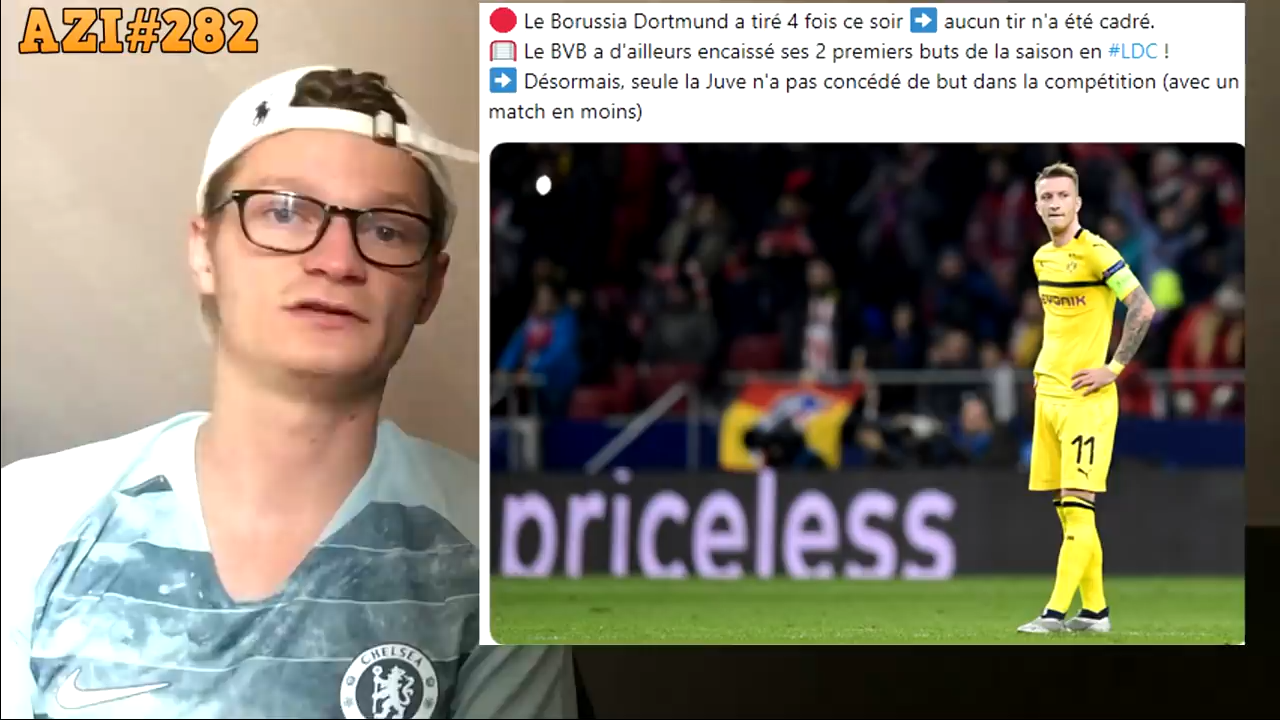 AZI#282
🔴 Le Borussia Dortmund a tiré 4 fois ce soir ➡️ aucun tir n'a été cadré.
🥅 Le BVB a d'ailleurs encaissé ses 2 premiers buts de la saison en #LDC !
➡️ Désormais, seule la Juve n'a pas concédé de but dans la compétition (avec un
match en moins)
EVONIK
11
priceless
CHELSEA